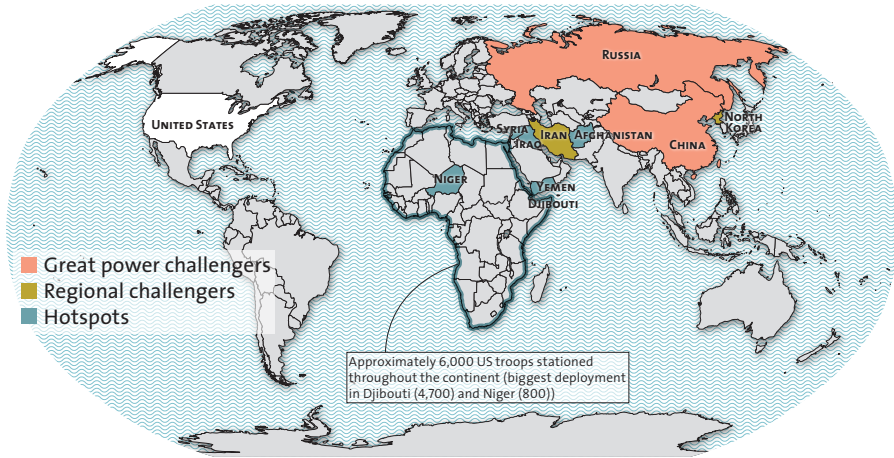 RUSSIA
UNITED STATES
NORTH
KOREA
SYRIA
IRAN
AFGHANISTAN
IRAQ
CHINA
NIGER
YEMEN
DJIBOUTI
Great power challengers
Regional challengers
Hotspots
Approximately 6,000 US troops stationed
throughout the continent (biggest deployment
in Djibouti (4,700) and Niger (800))